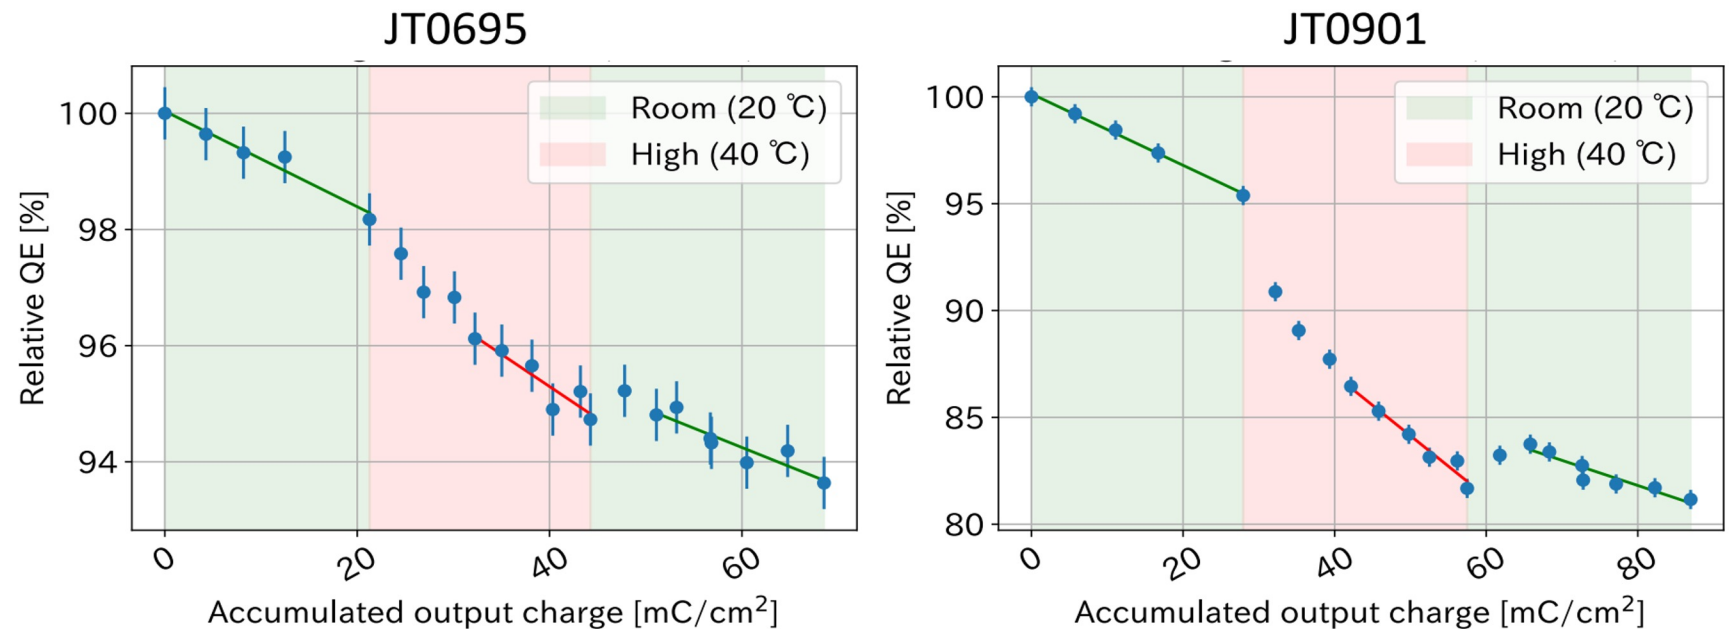 JT0695
Relative QE [%]
100
98
96
94
Room (20 ℃)
High (40 ℃)
0
20
40
60
Accumulated output charge [mC/cm²]
JT0901
Relative QE [%]
100
95
90
85
80
Room (20 ℃)
High (40 ℃)
0
20
40
60
80
Accumulated output charge [mC/cm²]